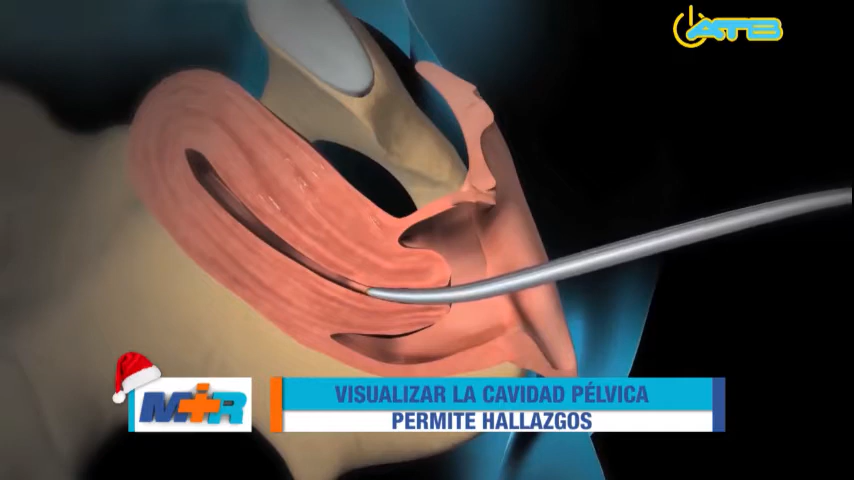 ATB
VISUALIZAR LA CAVIDAD PÉLVICA
M+R
PERMITE HALLAZGOS